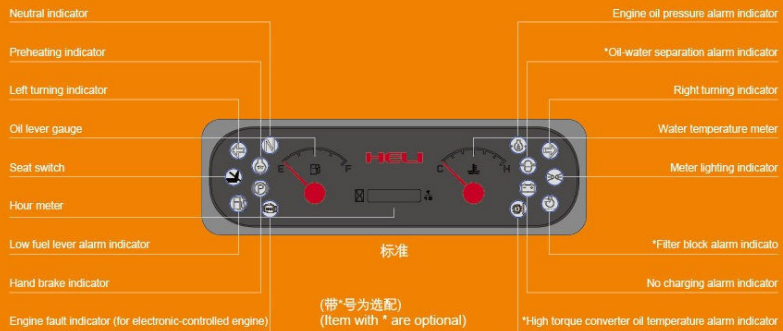 Neutral indicator
Engine oil pressure alarm indicator
Preheating indicator
*Oil-water separation alarm indicator
Left turning indicator
Right turning indicator
Oil lever gauge
Water temperature meter
Seat switch
Meter lighting indicator
Hour meter
Low fuel lever alarm indicator
*Filter block alarm indicato
Hand brake indicator
No charging alarm indicator
Engine fault indicator (for electronic-controlled engine)
*High torque converter oil temperature alarm indicator
N
E F
HELI
C H
P
标准
(带*号为选配)
(Item with * are optional)